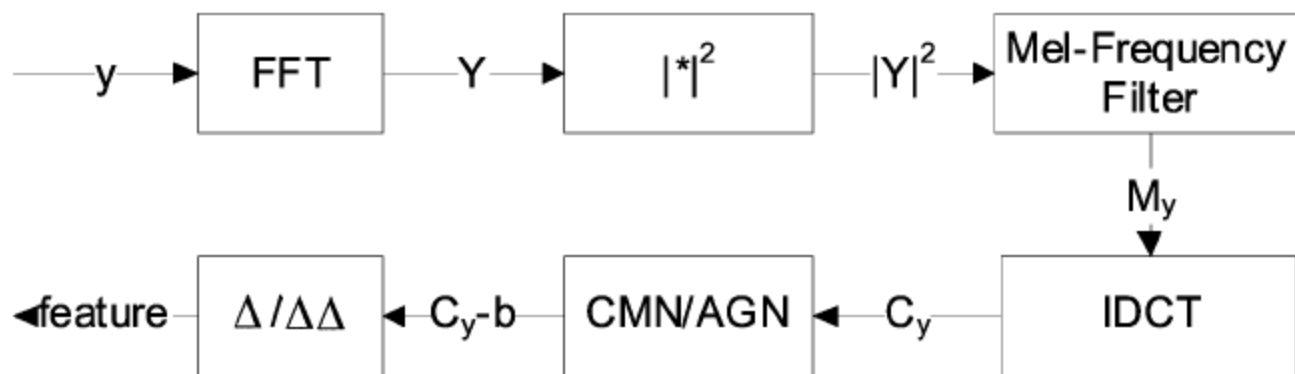 y
FFT
Y
|*|²
|Y|²
Mel-Frequency
Filter
My
IDCT
Cy
CMN/AGN
Cy-b
Δ/ΔΔ
feature